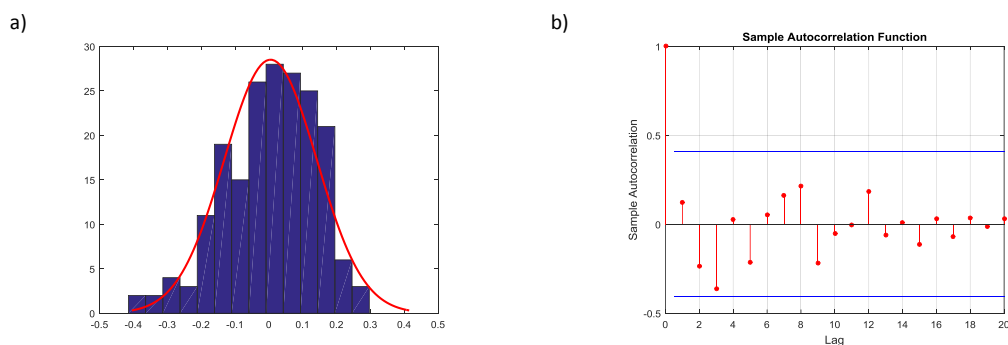 a)
30
25
20
15
10
5
0
-0.5 -0.4 -0.3 -0.2 -0.1 0 0.1 0.2 0.3 0.4 0.5
b)
Sample Autocorrelation Function
1
0.5
0
-0.5
Sample Autocorrelation
0 2 4 6 8 10 12 14 16 18 20
Lag